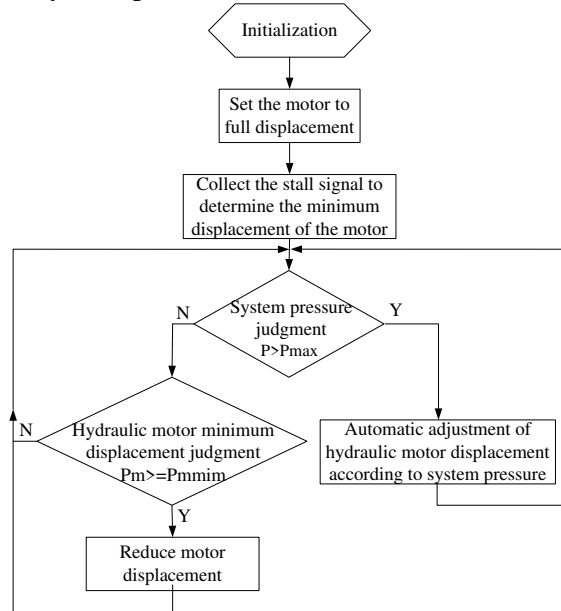 Initialization
Set the motor to
full displacement
Collect the stall signal to
determine the minimum
displacement of the motor
System pressure
judgment
P>Pmax
N
Y
Hydraulic motor minimum
displacement judgment
Pm>=Pmmim
N
Y
Automatic adjustment of
hydraulic motor displacement
according to system pressure
Reduce motor
displacement